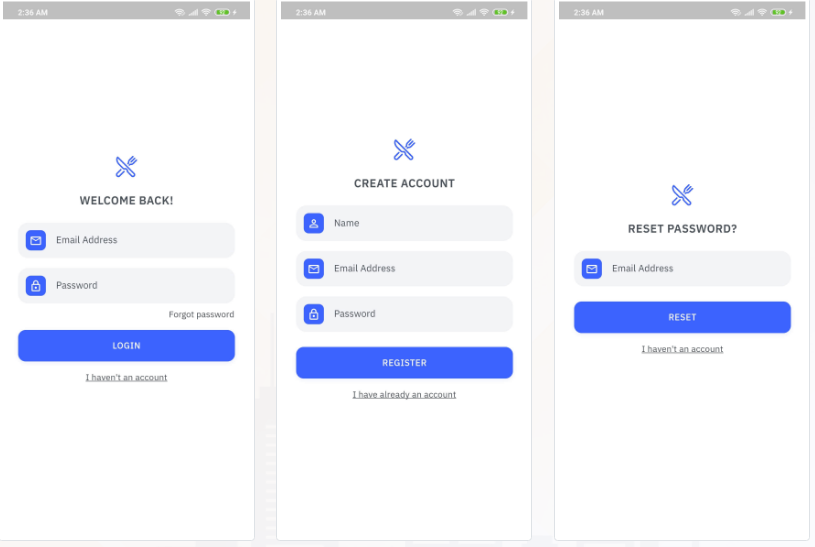 2:36 AM
WELCOME BACK!
Email Address
Password
Forgot password
LOGIN
I haven't an account
2:36 AM
CREATE ACCOUNT
Name
Email Address
Password
REGISTER
I have already an account
2:36 AM
RESET PASSWORD?
Email Address
RESET
I haven't an account